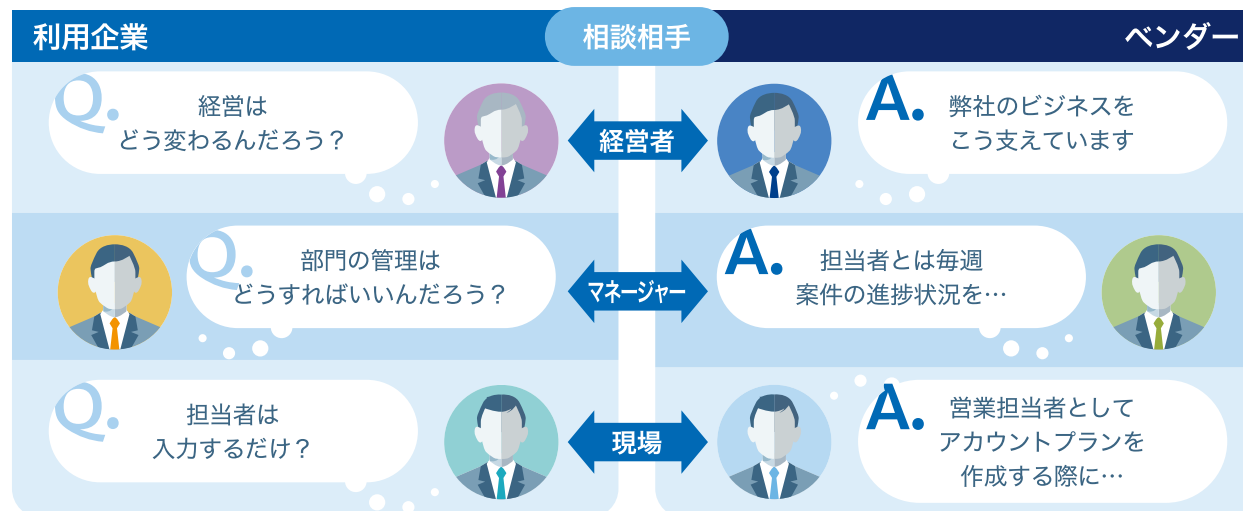 利用企業
相談相手
ベンダー
Q.
経営は
どう変わるんだろう？
経営者
A.
弊社のビジネスを
こう支えています
Q.
部門の管理は
どうすればいいんだろう？
マネージャー
A.
担当者とは毎週
案件の進捗状況を…
Q.
担当者は
入力するだけ？
現場
A.
営業担当者として
アカウントプランを
作成する際に…